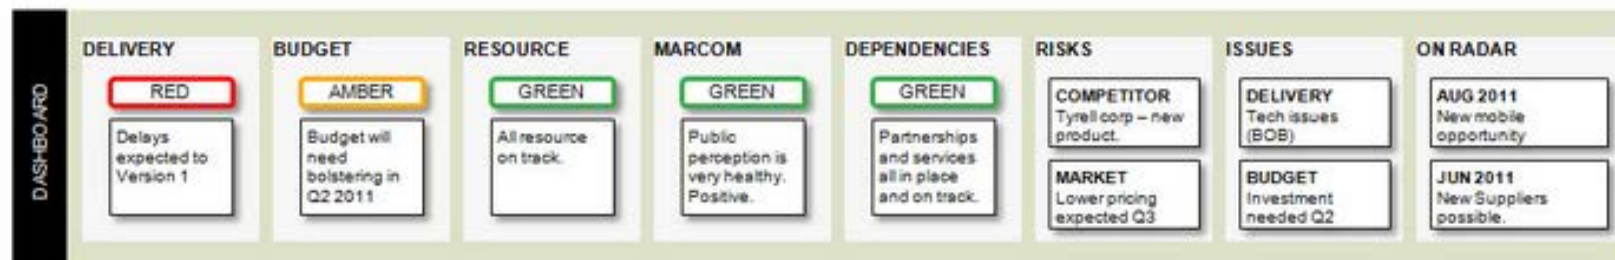 DASHBOARD
DELIVERY
RED
Delays
expected to
Version 1
BUDGET
AMBER
Budget will
need
bolstering in
Q2 2011
RESOURCE
GREEN
All resource
on track.
MARCOM
GREEN
Public
perception is
very healthy.
Positive.
DEPENDENCIES
GREEN
Partnerships
and services
all in place
and on track.
RISKS
COMPETITOR
Tyrell corp – new
product.
MARKET
Lower pricing
expected Q3
ISSUES
DELIVERY
Tech issues
(BOB)
BUDGET
Investment
needed Q2
ON RADAR
AUG 2011
New mobile
opportunity
JUN 2011
New Suppliers
possible.